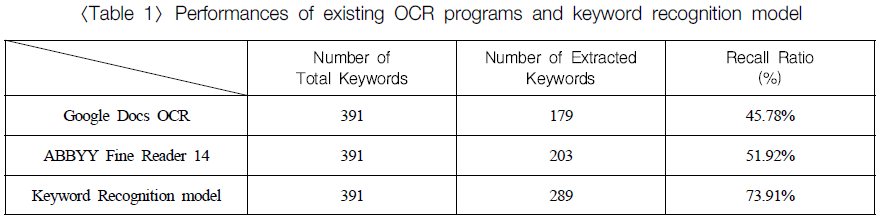 〈Table 1〉 Performances of existing OCR programs and keyword recognition model
Number of Total Keywords
Number of Extracted Keywords
Recall Ratio (%)
Google Docs OCR 391 179 45.78%
ABBYY Fine Reader 14 391 203 51.92%
Keyword Recognition model 391 289 73.91%